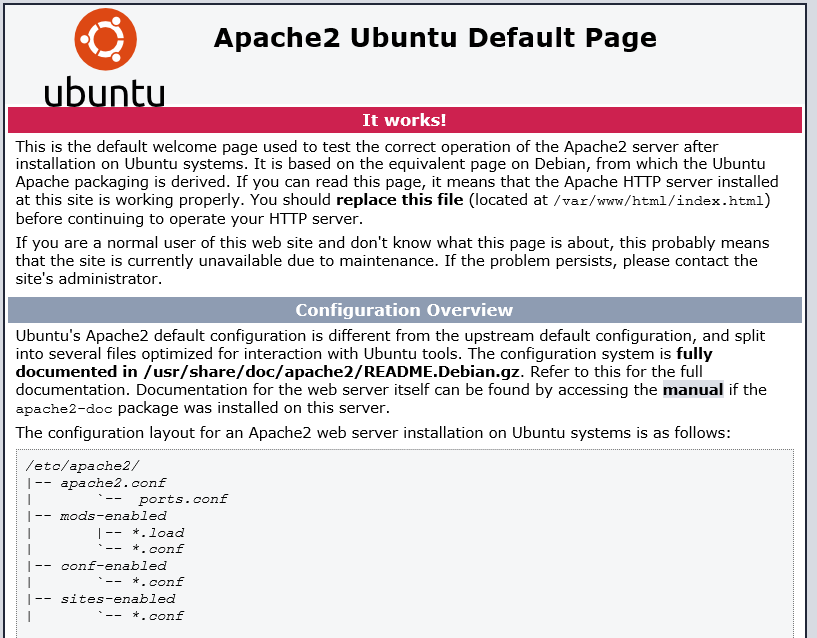 ubuntu
Apache2 Ubuntu Default Page
It works!
This is the default welcome page used to test the correct operation of the Apache2 server after
installation on Ubuntu systems. It is based on the equivalent page on Debian, from which the Ubuntu
Apache packaging is derived. If you can read this page, it means that the Apache HTTP server installed
at this site is working properly. You should replace this file (located at /var/www/html/index.html)
before continuing to operate your HTTP server.
If you are a normal user of this web site and don't know what this page is about, this probably means
that the site is currently unavailable due to maintenance. If the problem persists, please contact the
site's administrator.
Configuration Overview
Ubuntu's Apache2 default configuration is different from the upstream default configuration, and split
into several files optimized for interaction with Ubuntu tools. The configuration system is fully
documented in /usr/share/doc/apache2/README.Debian.gz. Refer to this for the full
documentation. Documentation for the web server itself can be found by accessing the manual if the
apache2-doc package was installed on this server.
The configuration layout for an Apache2 web server installation on Ubuntu systems is as follows:
/etc/apache2/
|-- apache2.conf
|       `--  ports.conf
|-- mods-enabled
|       |-- *.load
|       `-- *.conf
|-- conf-enabled
|       `-- *.conf
|-- sites-enabled
|       `-- *.conf